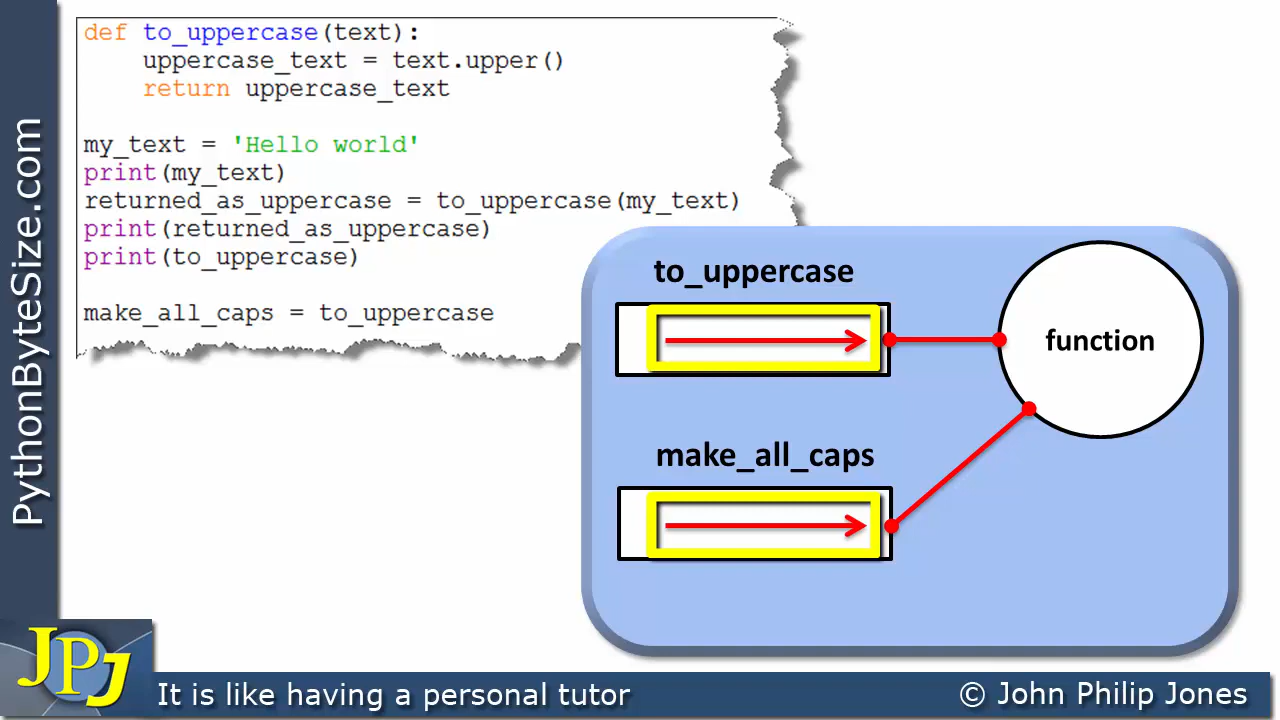 def to_uppercase(text):
    uppercase_text = text.upper()
    return uppercase_text
my_text = 'Hello world'
print(my_text)
returned_as_uppercase = to_uppercase(my_text)
print(returned_as_uppercase)
print(to_uppercase)
make_all_caps = to_uppercase
to_uppercase
function
make_all_caps
PythonByteSize.com
JPJ
It is like having a personal tutor
© John Philip Jones